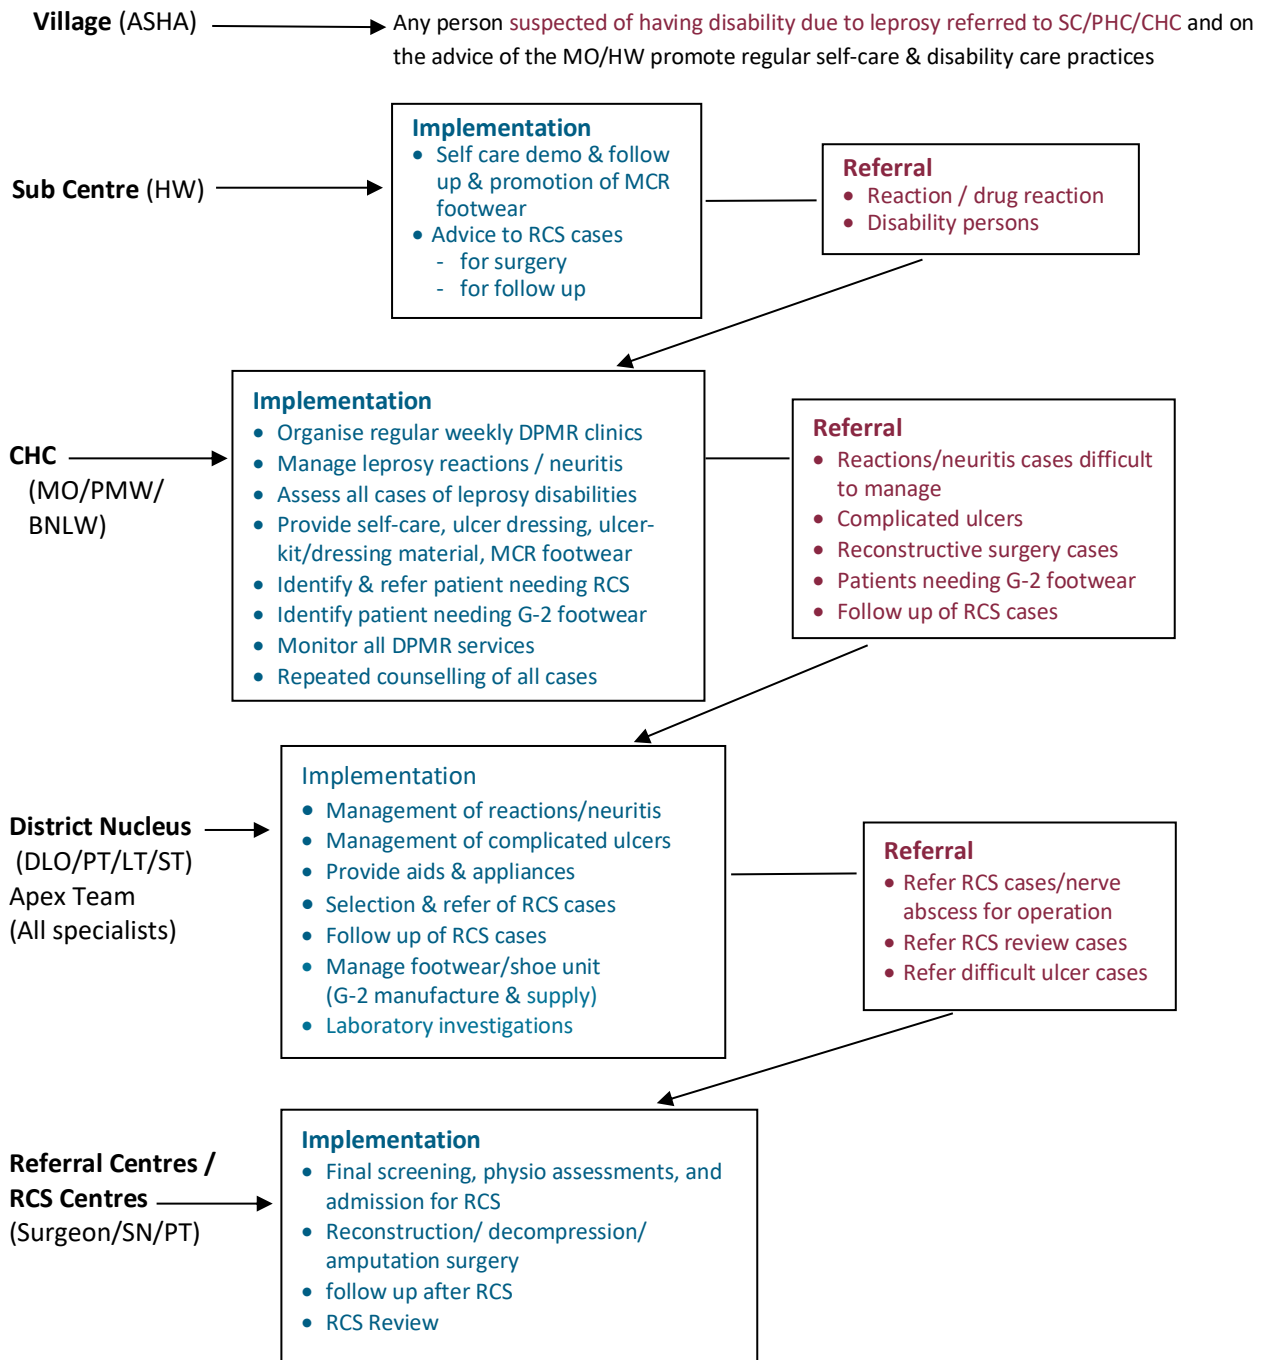 Village (ASHA)
Any person suspected of having disability due to leprosy referred to SC/PHC/CHC and on
the advice of the MO/HW promote regular self-care & disability care practices
Sub Centre (HW)
Implementation
• Self care demo & follow
up & promotion of MCR
footwear
• Advice to RCS cases
- for surgery
- for follow up
Referral
• Reaction / drug reaction
• Disability persons
CHC
(MO/PMW/
BNLW)
Implementation
• Organise regular weekly DPMR clinics
• Manage leprosy reactions / neuritis
• Assess all cases of leprosy disabilities
• Provide self-care, ulcer dressing, ulcer-
kit/dressing material, MCR footwear
• Identify & refer patient needing RCS
• Identify patient needing G-2 footwear
• Monitor all DPMR services
• Repeated counselling of all cases
Referral
• Reactions/neuritis cases difficult
to manage
• Complicated ulcers
• Reconstructive surgery cases
• Patients needing G-2 footwear
• Follow up of RCS cases
District Nucleus
(DLO/PT/LT/ST)
Apex Team
(All specialists)
Implementation
• Management of reactions/neuritis
• Management of complicated ulcers
• Provide aids & appliances
• Selection & refer of RCS cases
• Follow up of RCS cases
• Manage footwear/shoe unit
(G-2 manufacture & supply)
• Laboratory investigations
Referral
• Refer RCS cases/nerve
abscess for operation
• Refer RCS review cases
• Refer difficult ulcer cases
Referral Centres /
RCS Centres
(Surgeon/SN/PT)
Implementation
• Final screening, physio assessments, and
admission for RCS
• Reconstruction/ decompression/
amputation surgery
• follow up after RCS
• RCS Review